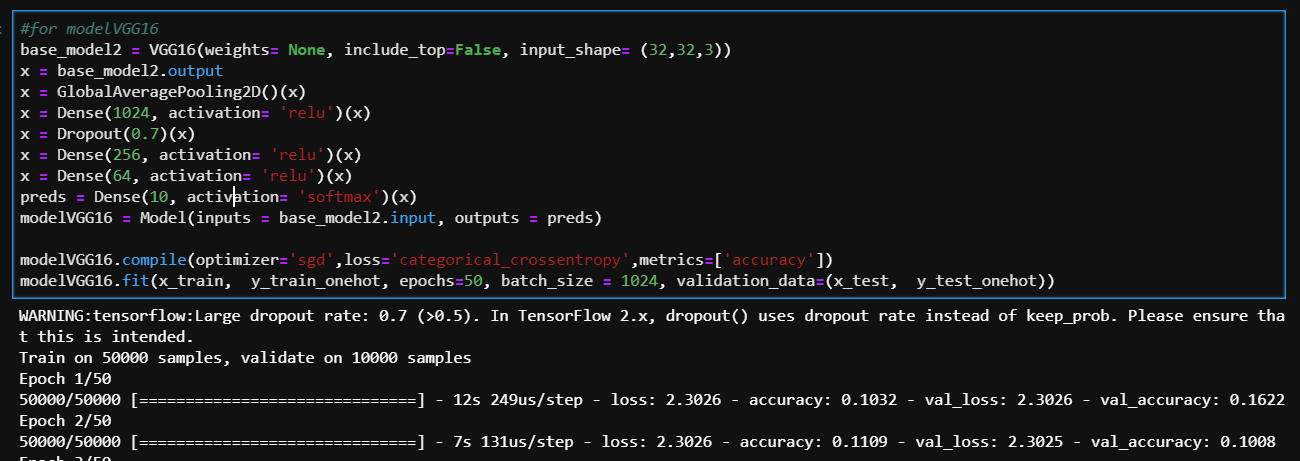 #for modelVGG16
base_model2 = VGG16(weights= None, include_top=False, input_shape= (32,32,3))
x = base_model2.output
x = GlobalAveragePooling2D()(x)
x = Dense(1024, activation= 'relu')(x)
x = Dropout(0.7)(x)
x = Dense(256, activation= 'relu')(x)
x = Dense(64, activation= 'relu')(x)
preds = Dense(10, activation= 'softmax')(x)
modelVGG16 = Model(inputs = base_model2.input, outputs = preds)
modelVGG16.compile(optimizer='sgd',loss='categorical_crossentropy',metrics=['accuracy'])
modelVGG16.fit(x_train,  y_train_onehot, epochs=50, batch_size = 1024, validation_data=(x_test,  y_test_onehot))
WARNING:tensorflow:Large dropout rate: 0.7 (>0.5). In TensorFlow 2.x, dropout() uses dropout rate instead of keep_prob. Please ensure tha
t this is intended.
Train on 50000 samples, validate on 10000 samples
Epoch 1/50
50000/50000 [==============================] - 12s 249us/step - loss: 2.3026 - accuracy: 0.1032 - val_loss: 2.3026 - val_accuracy: 0.1622
Epoch 2/50
50000/50000 [==============================] - 7s 131us/step - loss: 2.3026 - accuracy: 0.1109 - val_loss: 2.3025 - val_accuracy: 0.1008
Epoch 3/50